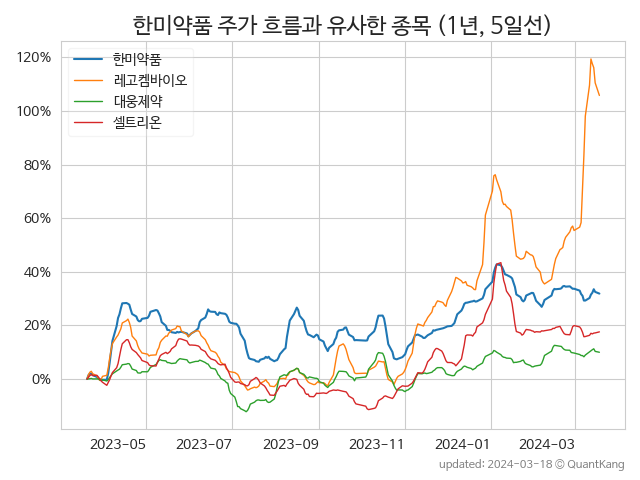 한미약품 주가 흐름과 유사한 종목 (1년, 5일선)
한미약품
레고켐바이오
대웅제약
셀트리온
120%
100%
80%
60%
40%
20%
0%
2023-05 2023-07 2023-09 2023-11 2024-01 2024-03
updated: 2024-03-18 © QuantKang